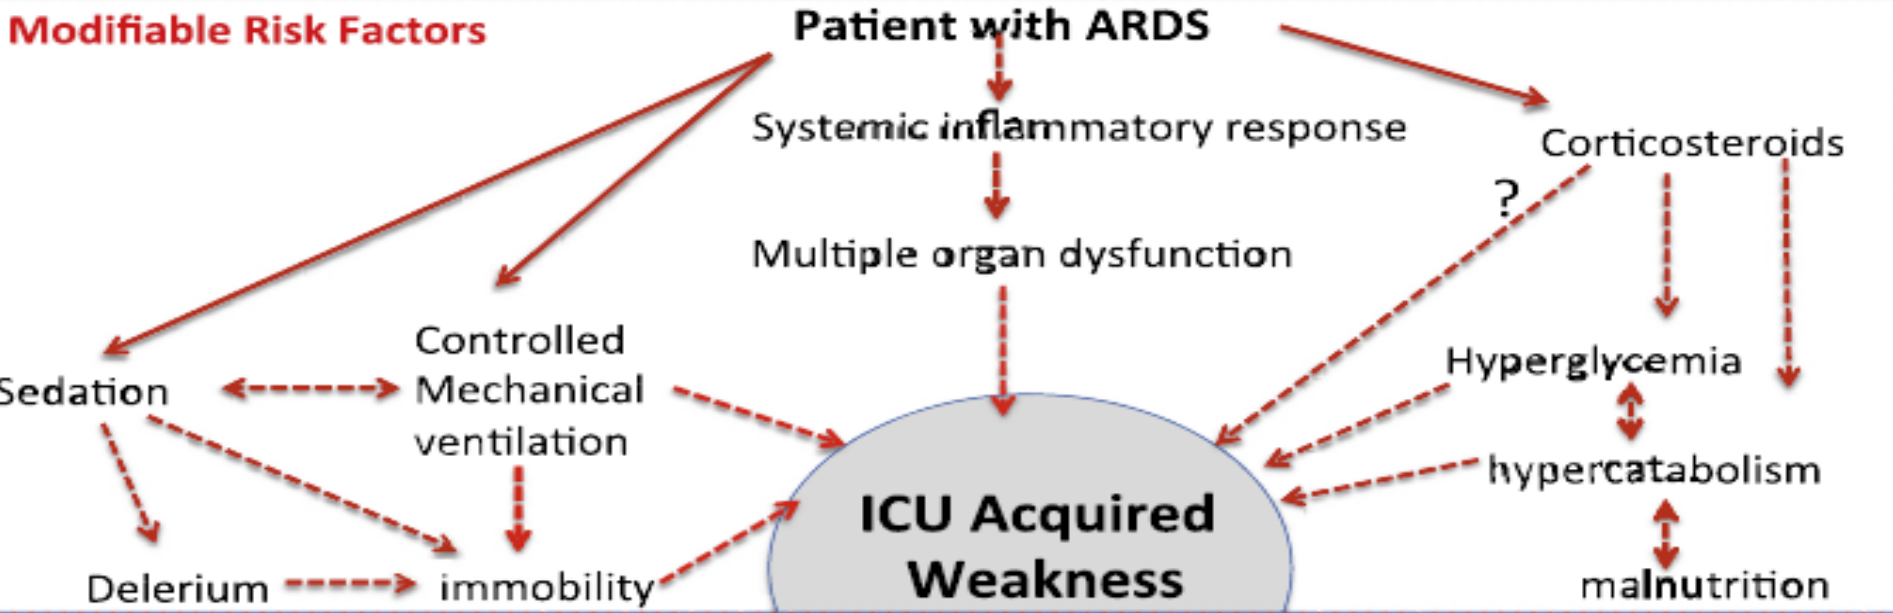 Modifiable Risk Factors
Patient with ARDS
Systemic inflammatory response
Corticosteroids
?
Multiple organ dysfunction
Controlled
Mechanical
ventilation
Sedation
Hyperglycemia
hypercatabolism
ICU Acquired
Weakness
Delerium
immobility
malnutrition